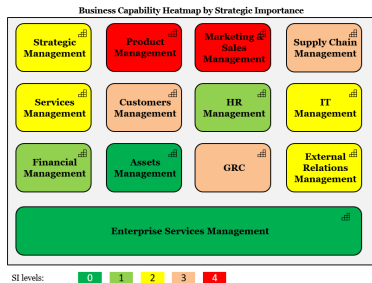 Business Capability Heatmap by Strategic Importance
Strategic
Management
Product
Management
Marketing &
Sales
Management
Supply Chain
Management
Services
Management
Customers
Management
HR
Management
IT
Management
Financial
Management
Assets
Management
GRC
External
Relations
Management
Enterprise Services Management
SI levels: 0 1 2 3 4